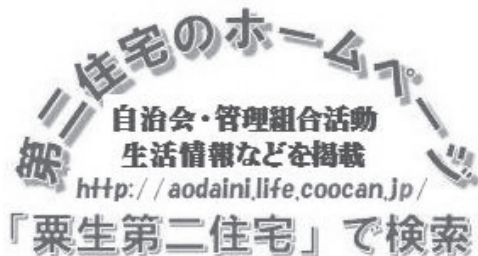 第二住宅のホームページ
自治会・管理組合活動
生活情報などを掲載
http://aodaini.life.coocan.jp/
「粟生第二住宅」で検索